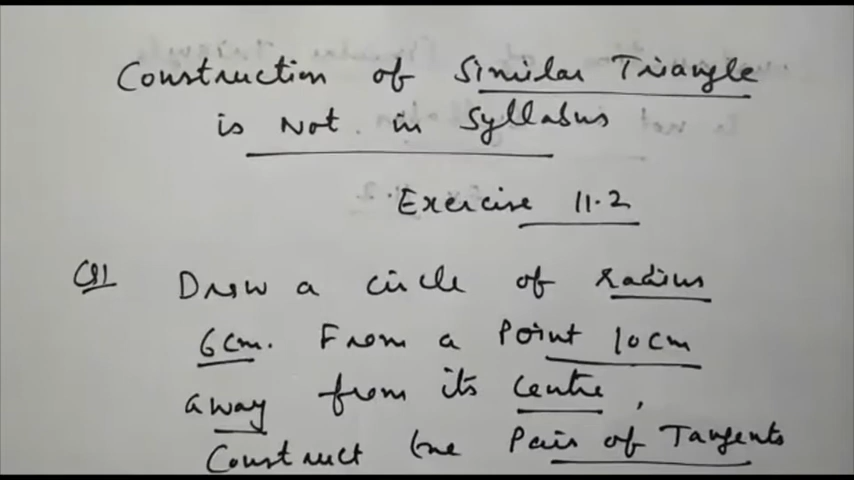 Construction of Similar Triangle
is Not in Syllabus
Exercise 11.2
Q1 Draw a circle of radius
6cm. From a Point 10cm
away from its centre,
Construct the Pair of Tangents